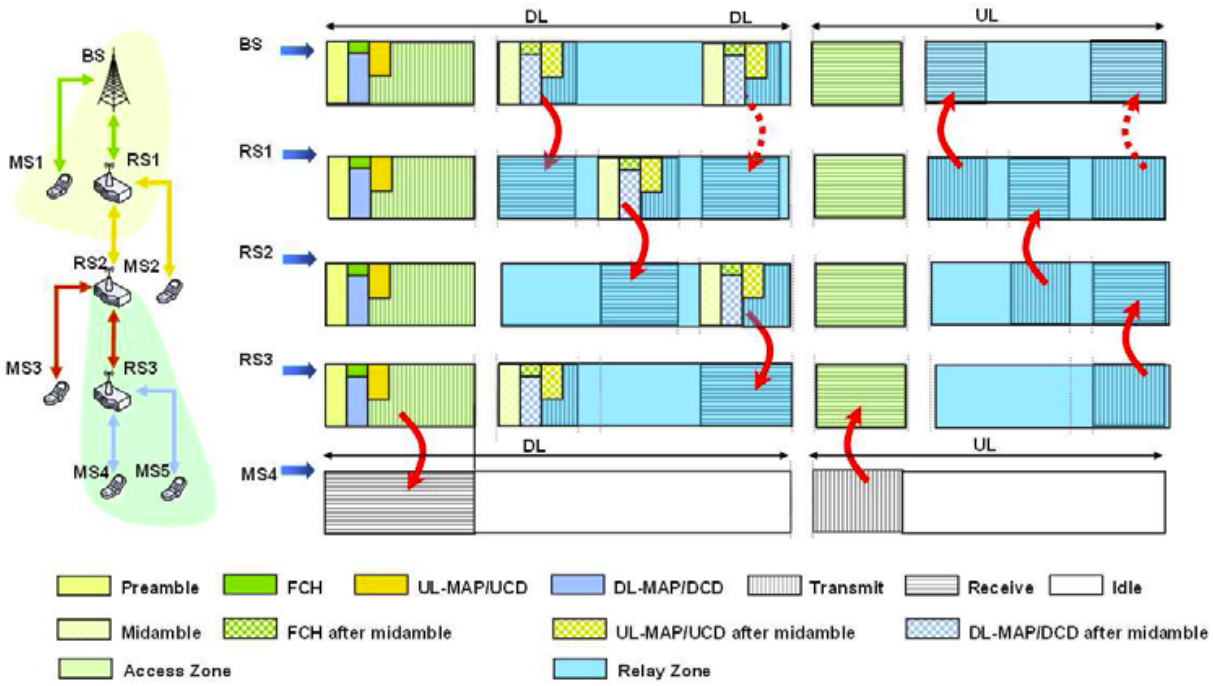 DL DL UL
BS
BS
MS1 RS1
RS1
RS2 MS2
RS2
MS3 RS3
RS3
DL UL
MS4 MS5
MS4
Preamble FCH UL-MAP/UCD DL-MAP/DCD Transmit Receive Idle
Midamble FCH after midamble UL-MAP/UCD after midamble DL-MAP/DCD after midamble
Access Zone Relay Zone